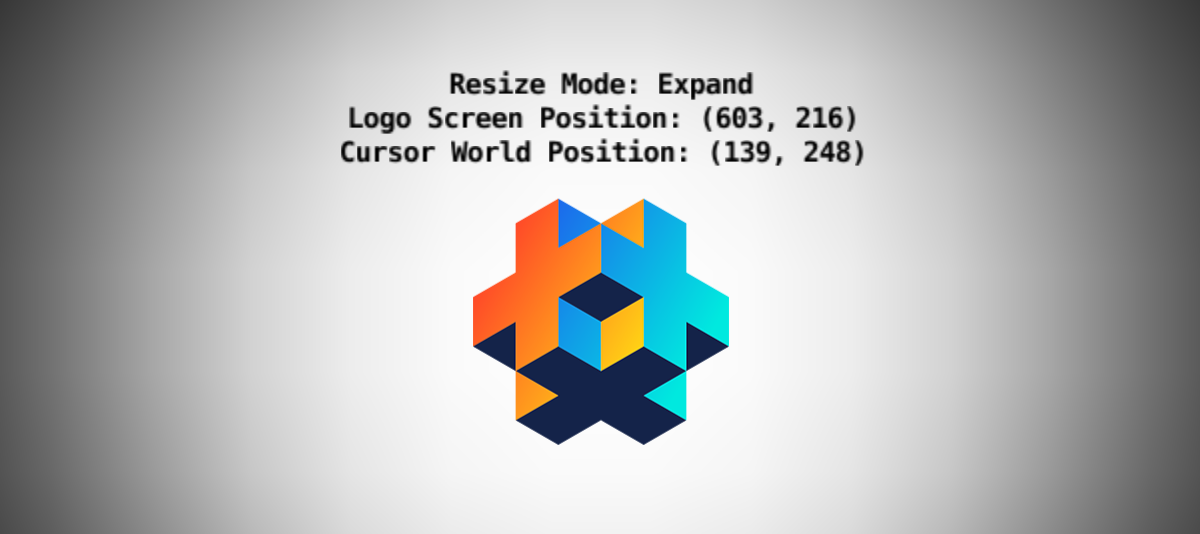 Resize Mode: Expand
Logo Screen Position: (603, 216)
Cursor World Position: (139, 248)